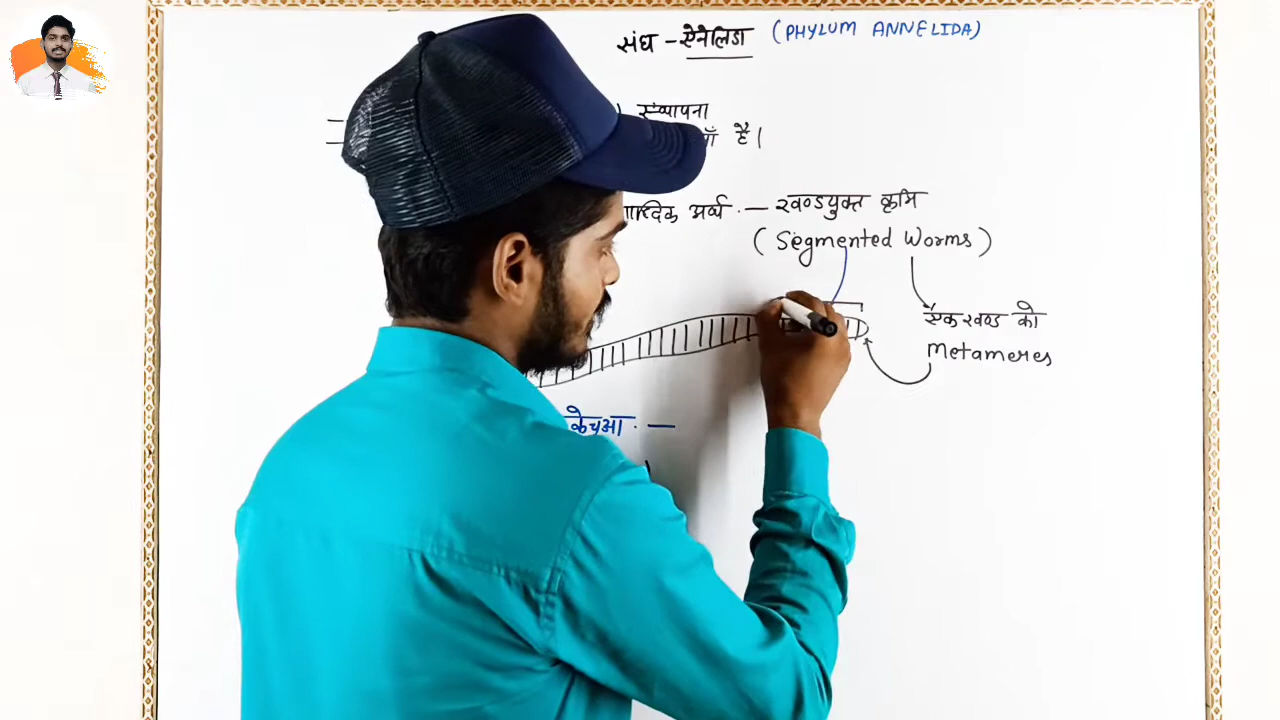 संघ - ऐनेलिडा (PHYLUM ANNELIDA)
स्थापना
है।
शाब्दिक अर्थ :- खण्डयुक्त कृमि
(Segmented Worms)
एक खण्ड को
Metameres
केचुआ :-